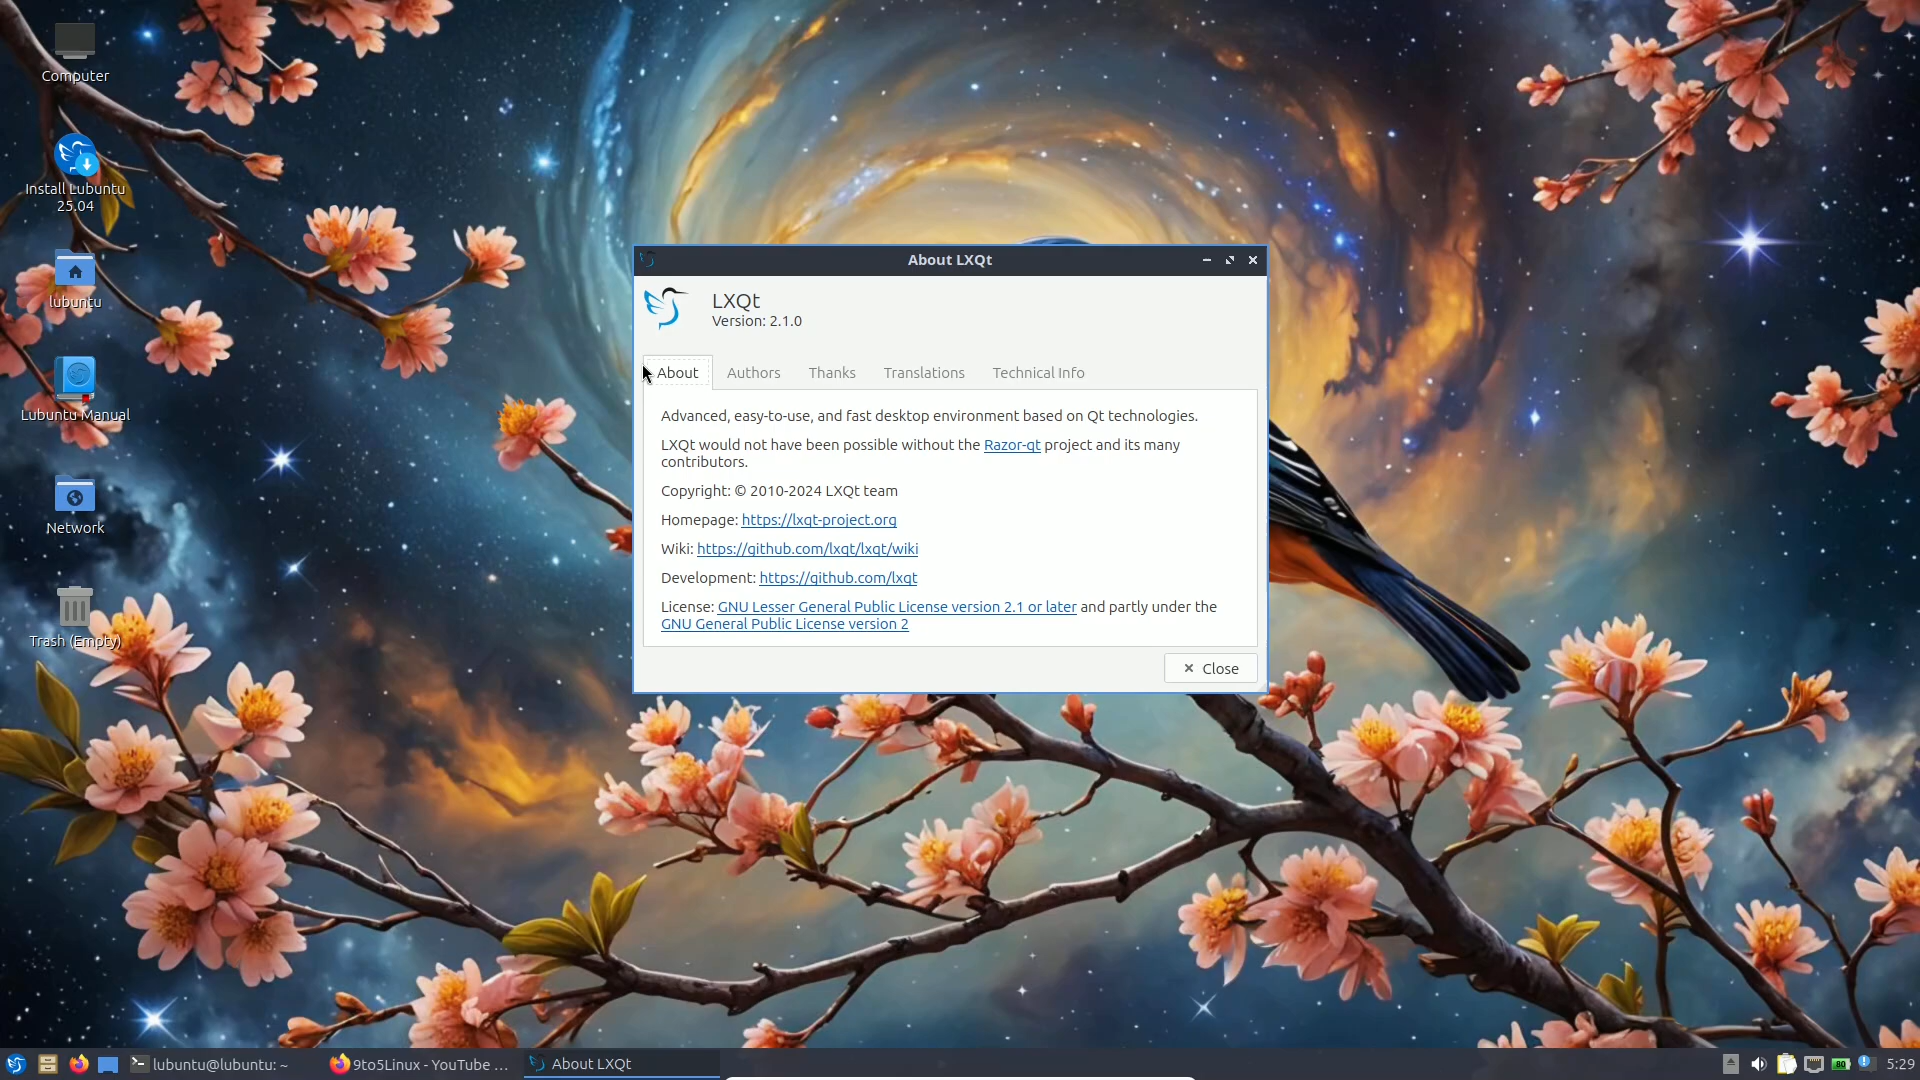 Computer
Install Lubuntu
25.04
lubuntu
Lubuntu Manual
Network
Trash (Empty)
About LXQt
LXQt
Version: 2.1.0
About Authors Thanks Translations Technical Info
Advanced, easy-to-use, and fast desktop environment based on Qt technologies.
LXQt would not have been possible without the Razor-qt project and its many
contributors.
Copyright: © 2010-2024 LXQt team
Homepage: https://lxqt-project.org
Wiki: https://github.com/lxqt/lxqt/wiki
Development: https://github.com/lxqt
License: GNU Lesser General Public License version 2.1 or later and partly under the
GNU General Public License version 2
Close
lubuntu@lubuntu: ~ 9to5Linux - YouTube ... About LXQt 80 5:29